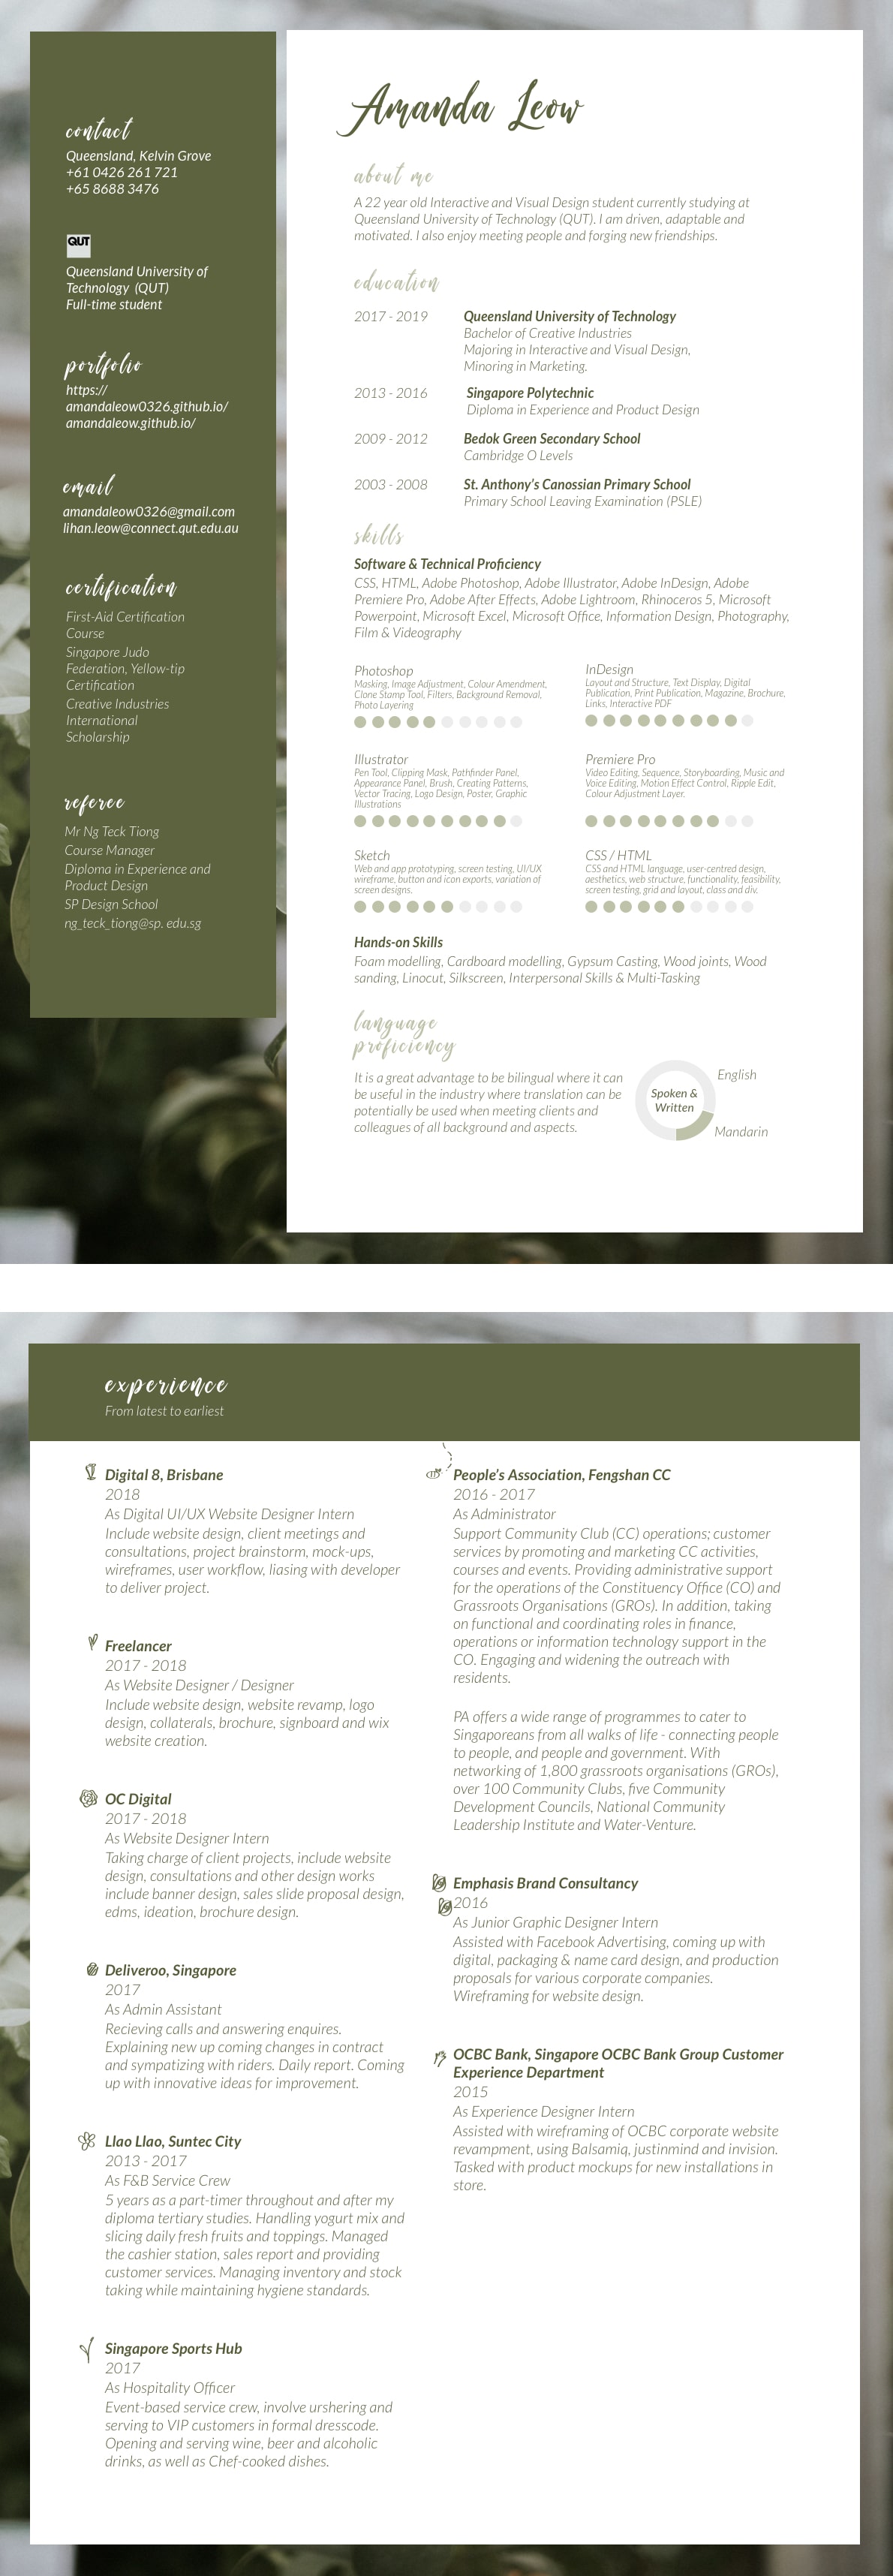 contact
Queensland, Kelvin Grove
+61 0426 261 721
+65 8688 3476
QUT
Queensland University of
Technology (QUT)
Full-time student
portfolio
https://
amandaleow0326.github.io/
amandaleow.github.io/
email
amandaleow0326@gmail.com
lihan.leow@connect.qut.edu.au
certification
First-Aid Certification
Course
Singapore Judo
Federation, Yellow-tip
Certification
Creative Industries
International
Scholarship
referee
Mr Ng Teck Tiong
Course Manager
Diploma in Experience and
Product Design
SP Design School
ng_teck_tiong@sp. edu.sg
Amanda Leow
about me
A 22 year old Interactive and Visual Design student currently studying at
Queensland University of Technology (QUT). I am driven, adaptable and
motivated. I also enjoy meeting people and forging new friendships.
education
2017 - 2019 Queensland University of Technology
Bachelor of Creative Industries
Majoring in Interactive and Visual Design,
Minoring in Marketing.
2013 - 2016 Singapore Polytechnic
Diploma in Experience and Product Design
2009 - 2012 Bedok Green Secondary School
Cambridge O Levels
2003 - 2008 St. Anthony's Canossian Primary School
Primary School Leaving Examination (PSLE)
skills
Software & Technical Proficiency
CSS, HTML, Adobe Photoshop, Adobe Illustrator, Adobe InDesign, Adobe
Premiere Pro, Adobe After Effects, Adobe Lightroom, Rhinoceros 5, Microsoft
Powerpoint, Microsoft Excel, Microsoft Office, Information Design, Photography,
Film & Videography
Photoshop
Masking, Image Adjustment, Colour Amendment,
Clone Stamp Tool, Filters, Background Removal,
Photo Layering
InDesign
Layout and Structure, Text Display, Digital
Publication, Print Publication, Magazine, Brochure,
Links, Interactive PDF
Illustrator
Pen Tool, Clipping Mask, Pathfinder Panel,
Appearance Panel, Brush, Creating Patterns,
Vector Tracing, Logo Design, Poster, Graphic
Illustrations
Premiere Pro
Video Editing, Sequence, Storyboarding, Music and
Voice Editing, Motion Effect Control, Ripple Edit,
Colour Adjustment Layer.
Sketch
Web and app prototyping, screen testing, UI/UX
wireframe, button and icon exports, variation of
screen designs.
CSS / HTML
CSS and HTML language, user-centred design,
aesthetics, web structure, functionality, feasibility,
screen testing, grid and layout, class and div.
Hands-on Skills
Foam modelling, Cardboard modelling, Gypsum Casting, Wood joints, Wood
sanding, Linocut, Silkscreen, Interpersonal Skills & Multi-Tasking
language
proficiency
It is a great advantage to be bilingual where it can
be useful in the industry where translation can be
potentially be used when meeting clients and
colleagues of all background and aspects.
English
Spoken &
Written
Mandarin
experience
From latest to earliest
Digital 8, Brisbane
2018
As Digital UI/UX Website Designer Intern
Include website design, client meetings and
consultations, project brainstorm, mock-ups,
wireframes, user workflow, liasing with developer
to deliver project.
Freelancer
2017 - 2018
As Website Designer / Designer
Include website design, website revamp, logo
design, collaterals, brochure, signboard and wix
website creation.
OC Digital
2017 - 2018
As Website Designer Intern
Taking charge of client projects, include website
design, consultations and other design works
include banner design, sales slide proposal design,
edms, ideation, brochure design.
Deliveroo, Singapore
2017
As Admin Assistant
Recieving calls and answering enquires.
Explaining new up coming changes in contract
and sympatizing with riders. Daily report. Coming
up with innovative ideas for improvement.
Llao Llao, Suntec City
2013 - 2017
As F&B Service Crew
5 years as a part-timer throughout and after my
diploma tertiary studies. Handling yogurt mix and
slicing daily fresh fruits and toppings. Managed
the cashier station, sales report and providing
customer services. Managing inventory and stock
taking while maintaining hygiene standards.
Singapore Sports Hub
2017
As Hospitality Officer
Event-based service crew, involve urshering and
serving to VIP customers in formal dresscode.
Opening and serving wine, beer and alcoholic
drinks, as well as Chef-cooked dishes.
People's Association, Fengshan CC
2016 - 2017
As Administrator
Support Community Club (CC) operations; customer
services by promoting and marketing CC activities,
courses and events. Providing administrative support
for the operations of the Constituency Office (CO) and
Grassroots Organisations (GROs). In addition, taking
on functional and coordinating roles in finance,
operations or information technology support in the
CO. Engaging and widening the outreach with
residents.
PA offers a wide range of programmes to cater to
Singaporeans from all walks of life - connecting people
to people, and people and government. With
networking of 1,800 grassroots organisations (GROs),
over 100 Community Clubs, five Community
Development Councils, National Community
Leadership Institute and Water-Venture.
Emphasis Brand Consultancy
2016
As Junior Graphic Designer Intern
Assisted with Facebook Advertising, coming up with
digital, packaging & name card design, and production
proposals for various corporate companies.
Wireframing for website design.
OCBC Bank, Singapore OCBC Bank Group Customer
Experience Department
2015
As Experience Designer Intern
Assisted with wireframing of OCBC corporate website
revampment, using Balsamiq, justinmind and invision.
Tasked with product mockups for new installations in
store.